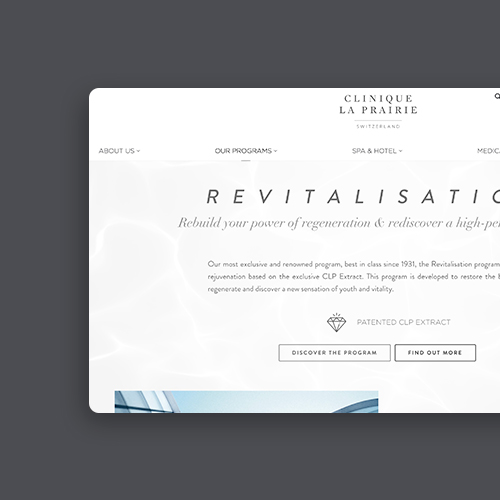 CLINIQUE
LA PRAIRIE
SWITZERLAND
ABOUT US OUR PROGRAMS SPA & HOTEL
REVITALISATIO
Rebuild your power of regeneration & rediscover a high-pe
Our most exclusive and renowned program, best in class since 1931, the Revitalisation program
rejuvenation based on the exclusive CLP Extract. This program is developed to restore the
regenerate and discover a new sensation of youth and vitality.
PATENTED CLP EXTRACT
DISCOVER THE PROGRAM FIND OUT MORE